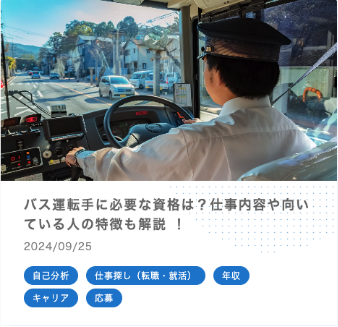 バス運転手に必要な資格は？仕事内容や向い
ている人の特徴も解説 ！
2024/09/25
自己分析 仕事探し（転職・就活） 年収
キャリア 応募